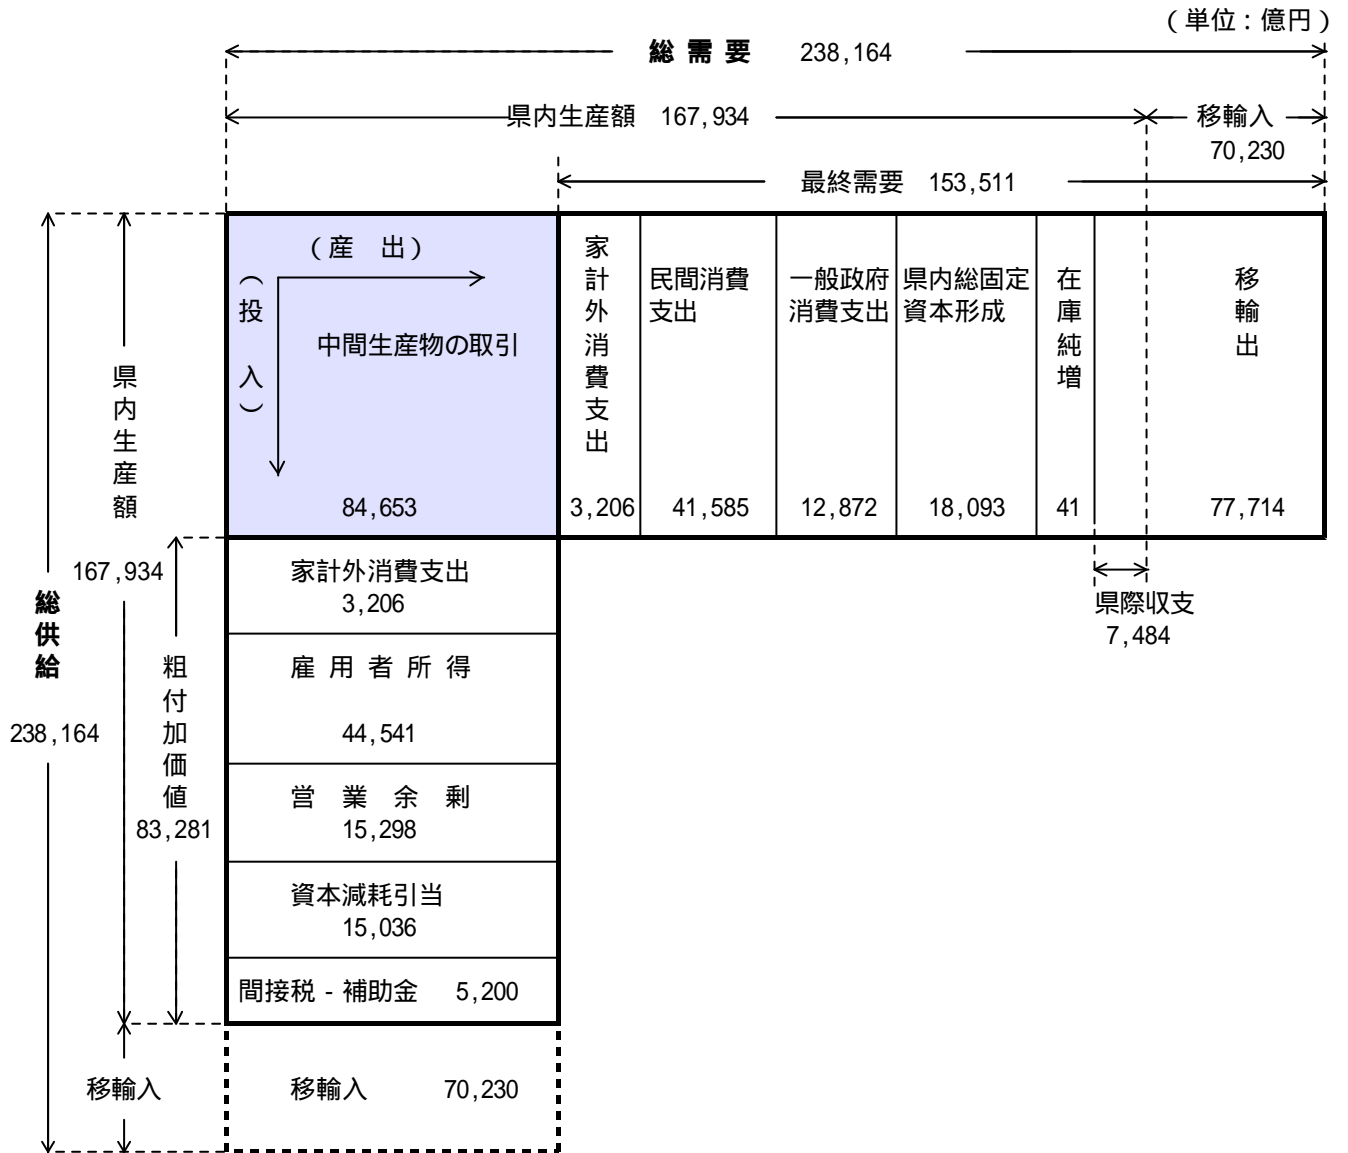 （単位：億円）
総需要 238,164
県内生産額 167,934
移輸入
70,230
最終需要 153,511
（産 出）
（投入）
中間生産物の取引
84,653
家計外消費支出
3,206
民間消費
支出
41,585
一般政府
消費支出
12,872
県内総固定
資本形成
18,093
在庫純増
41
移輸出
77,714
県際収支
7,484
総供給
238,164
県内生産額
167,934
粗付加価値
83,281
家計外消費支出
3,206
雇用者所得
44,541
営業余剰
15,298
資本減耗引当
15,036
間接税 - 補助金 5,200
移輸入
移輸入 70,230